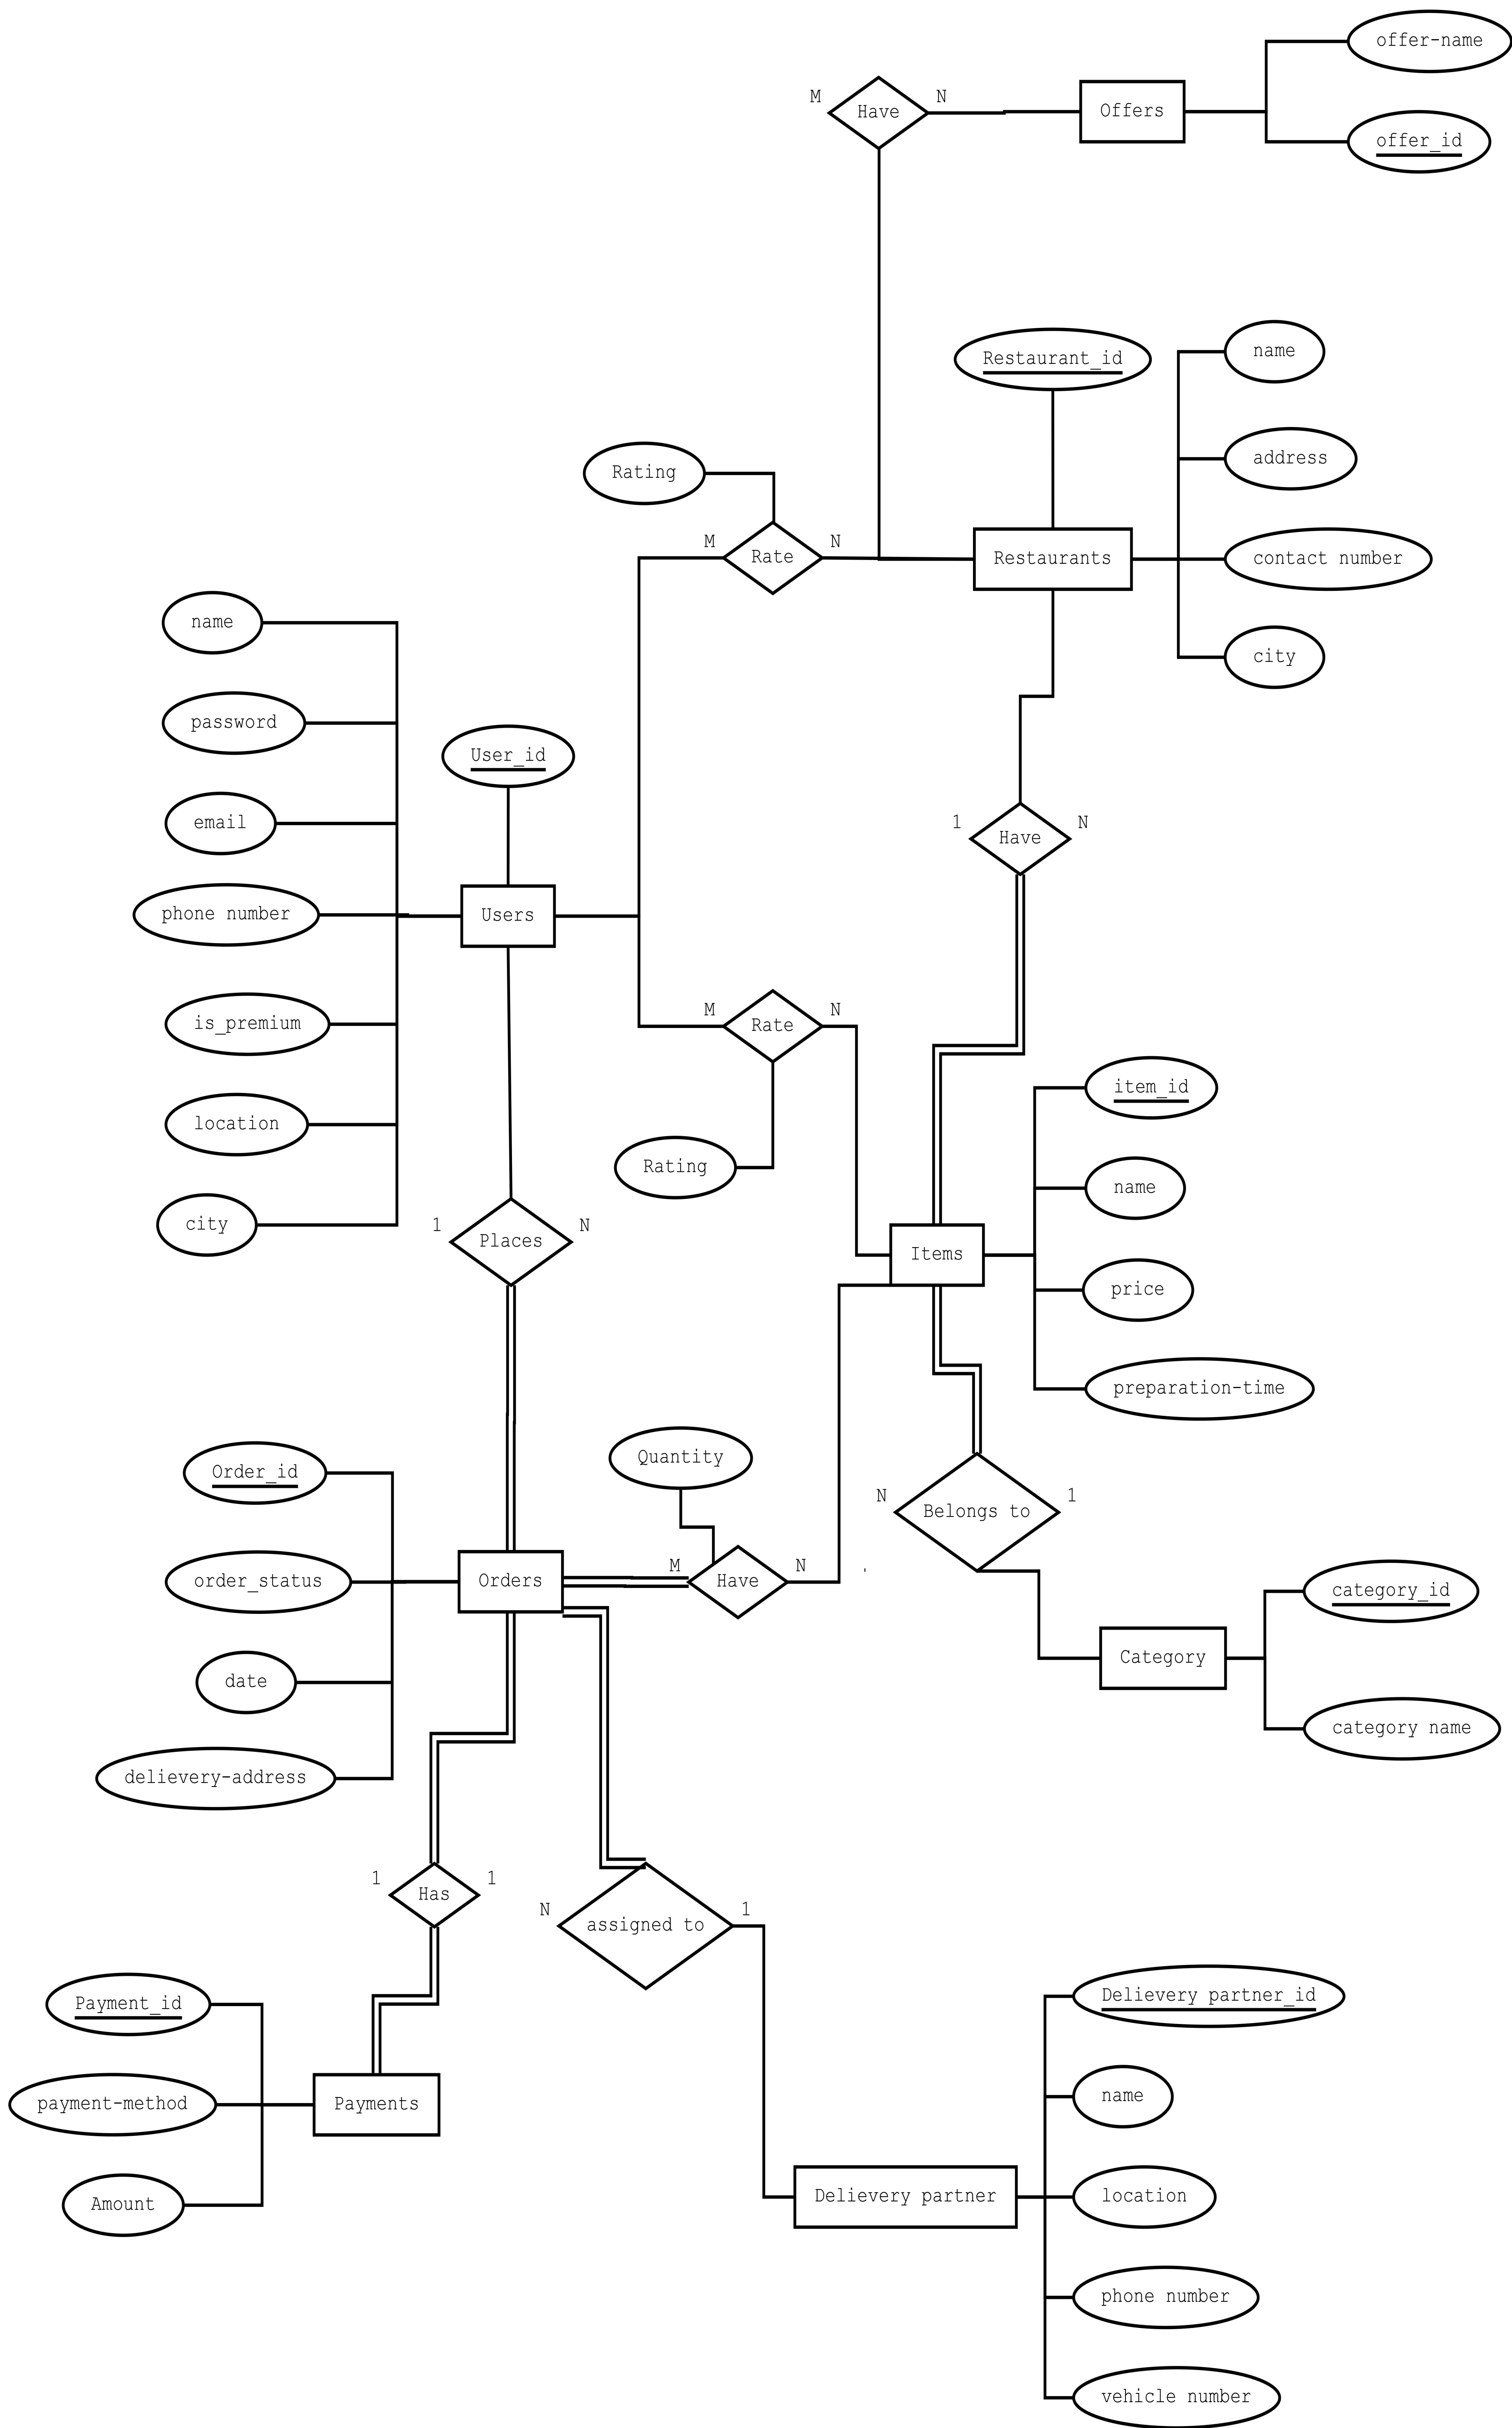 offer-name
M
N
Have
Offers
offer_id
Restaurant_id
name
address
Rating
M
N
Rate
Restaurants
contact number
name
city
password
User_id
email
1
N
Have
phone number
Users
is_premium
M
N
Rate
item_id
location
Rating
name
city
1
N
Places
Items
price
preparation-time
Quantity
Order_id
N
1
Belongs to
order_status
Orders
M
N
Have
category_id
date
Category
category name
delievery-address
1
1
Has
N
1
assigned to
Payment_id
Delievery partner_id
payment-method
Payments
name
Amount
Delievery partner
location
phone number
vehicle number